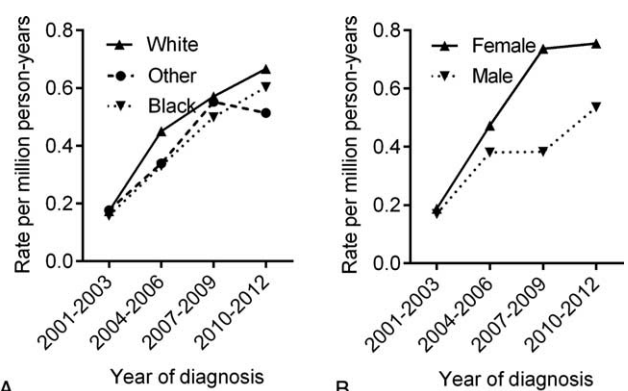 Rate per million person-years
0.8
0.6
0.4
0.2
0.0
White
Other
Black
2001-2003
2004-2006
2007-2009
2010-2012
Year of diagnosis
A
Rate per million person-years
0.8
0.6
0.4
0.2
0.0
Female
Male
2001-2003
2004-2006
2007-2009
2010-2012
Year of diagnosis
B